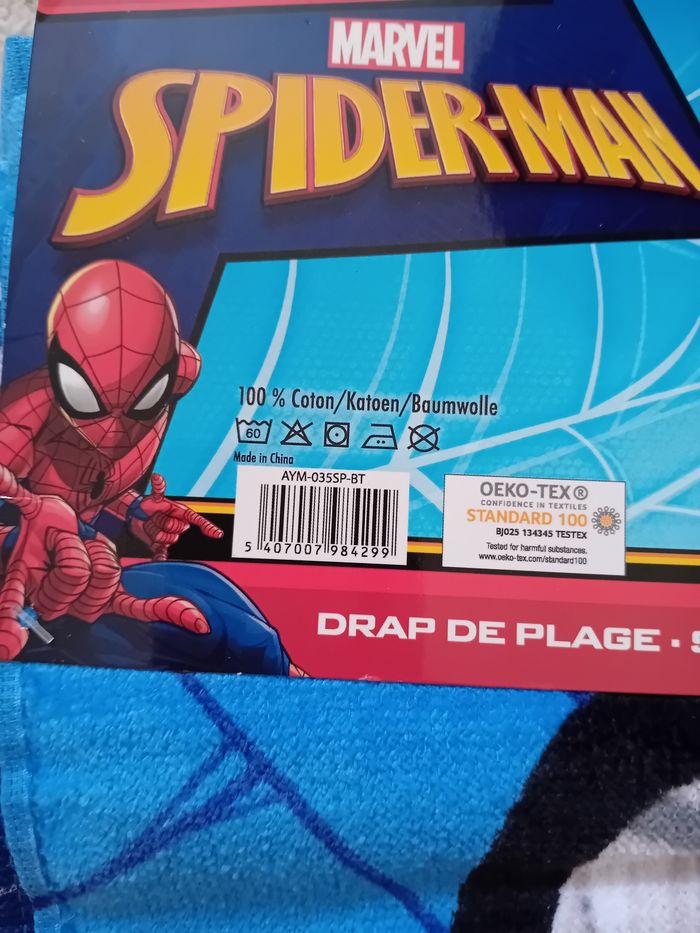 MARVEL
SPIDER-MAN
100 % Coton/Katoen/Baumwolle
60
Made in China
AYM-035SP-BT
5 407007 984299
OEKO-TEX®
CONFIDENCE IN TEXTILES
STANDARD 100
BJ025 134345 TESTEX
Tested for harmful substances.
www.oeko-tex.com/standard100
DRAP DE PLAGE ·